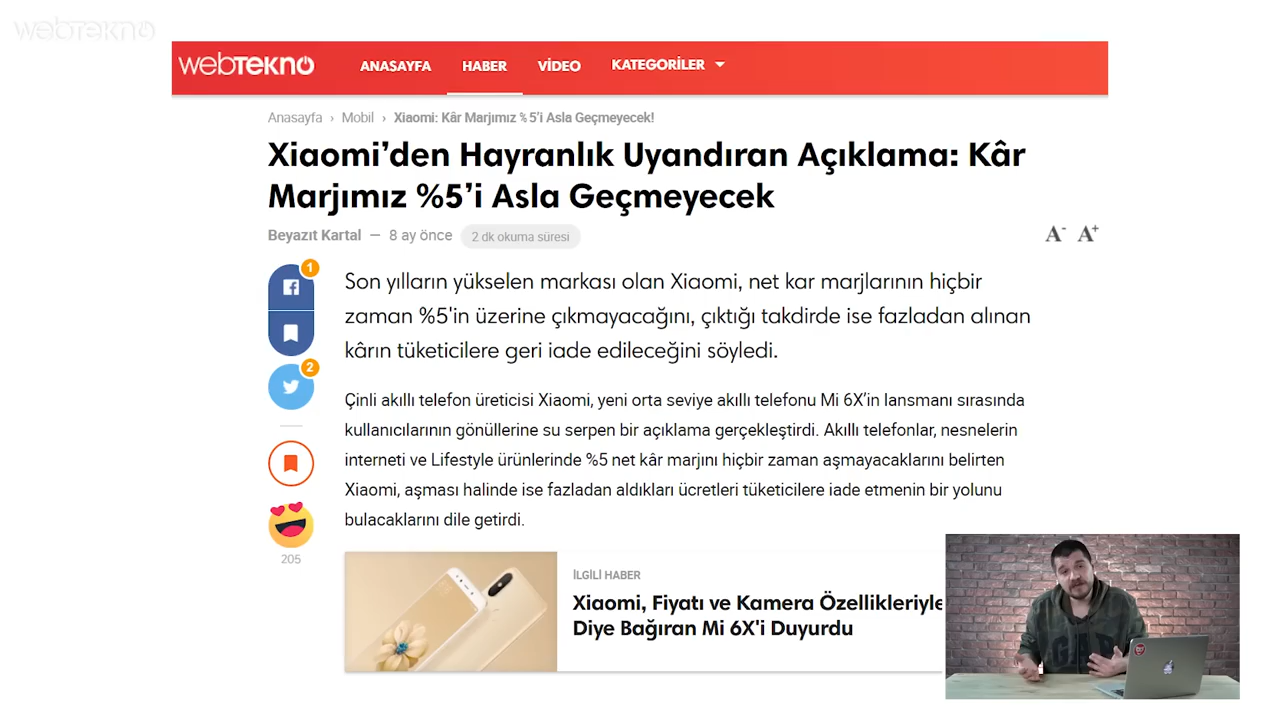 webtekno
webtekno
ANASAYFA HABER VİDEO KATEGORİLER
Anasayfa › Mobil › Xiaomi: Kâr Marjımız %5'i Asla Geçmeyecek!
Xiaomi'den Hayranlık Uyandıran Açıklama: Kâr
Marjımız %5'i Asla Geçmeyecek
Beyazıt Kartal — 8 ay önce 2 dk okuma süresi
A- A+
1
2
205
Son yılların yükselen markası olan Xiaomi, net kar marjlarının hiçbir
zaman %5'in üzerine çıkmayacağını, çıktığı takdirde ise fazladan alınan
kârın tüketicilere geri iade edileceğini söyledi.
Çinli akıllı telefon üreticisi Xiaomi, yeni orta seviye akıllı telefonu Mi 6X'in lansmanı sırasında
kullanıcılarının gönüllerine su serpen bir açıklama gerçekleştirdi. Akıllı telefonlar, nesnelerin
interneti ve Lifestyle ürünlerinde %5 net kâr marjını hiçbir zaman aşmayacaklarını belirten
Xiaomi, aşması halinde ise fazladan aldıkları ücretleri tüketicilere iade etmenin bir yolunu
bulacaklarını dile getirdi.
İLGİLİ HABER
Xiaomi, Fiyatı ve Kamera Özellikleriyle
Diye Bağıran Mi 6X'i Duyurdu